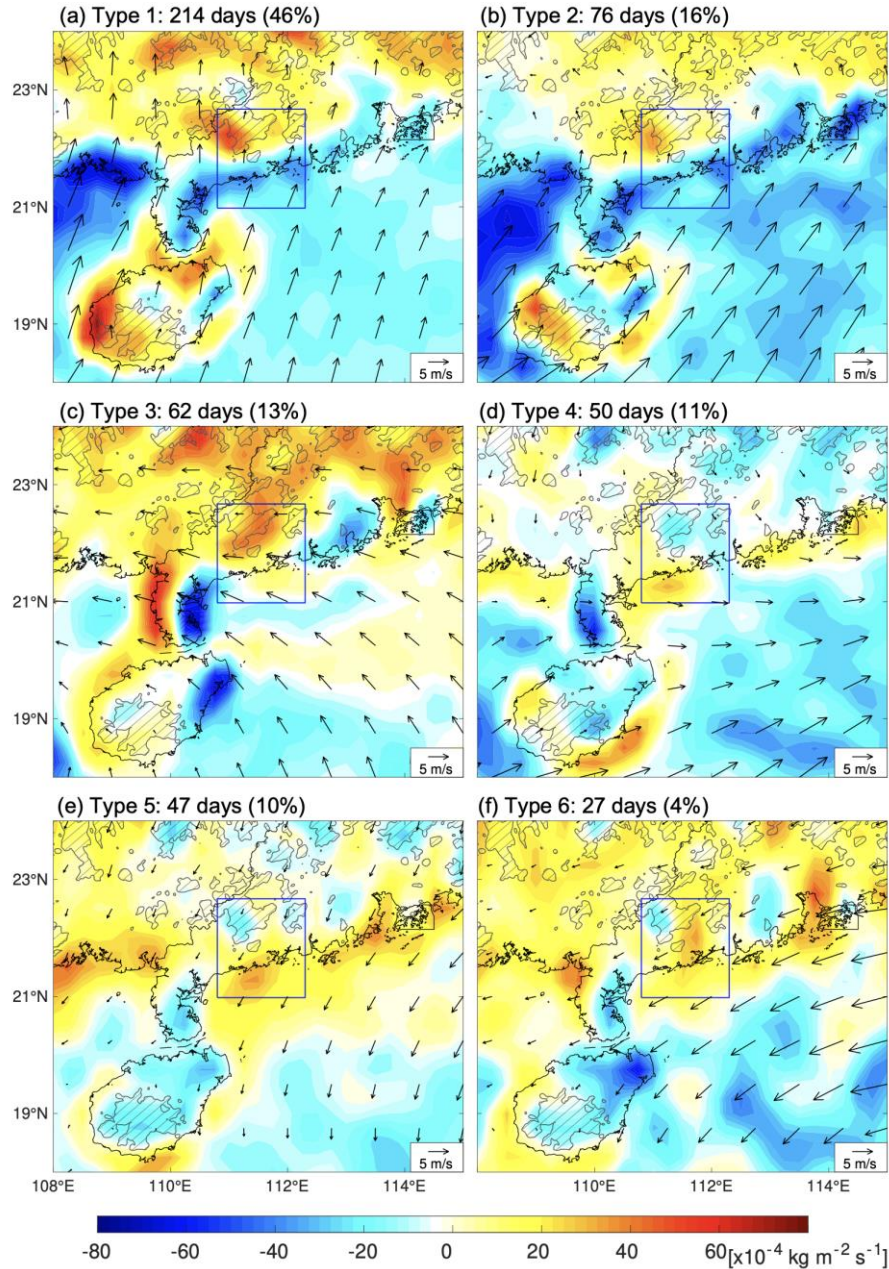 (a) Type 1: 214 days (46%)
(b) Type 2: 76 days (16%)
23°N
21°N
19°N
5 m/s
5 m/s
(c) Type 3: 62 days (13%)
(d) Type 4: 50 days (11%)
23°N
21°N
19°N
5 m/s
5 m/s
(e) Type 5: 47 days (10%)
(f) Type 6: 27 days (4%)
23°N
21°N
19°N
5 m/s
5 m/s
108°E 110°E 112°E 114°E
110°E 112°E 114°E
-80 -60 -40 -20 0 20 40 60 [x10⁻⁴ kg m⁻² s⁻¹]